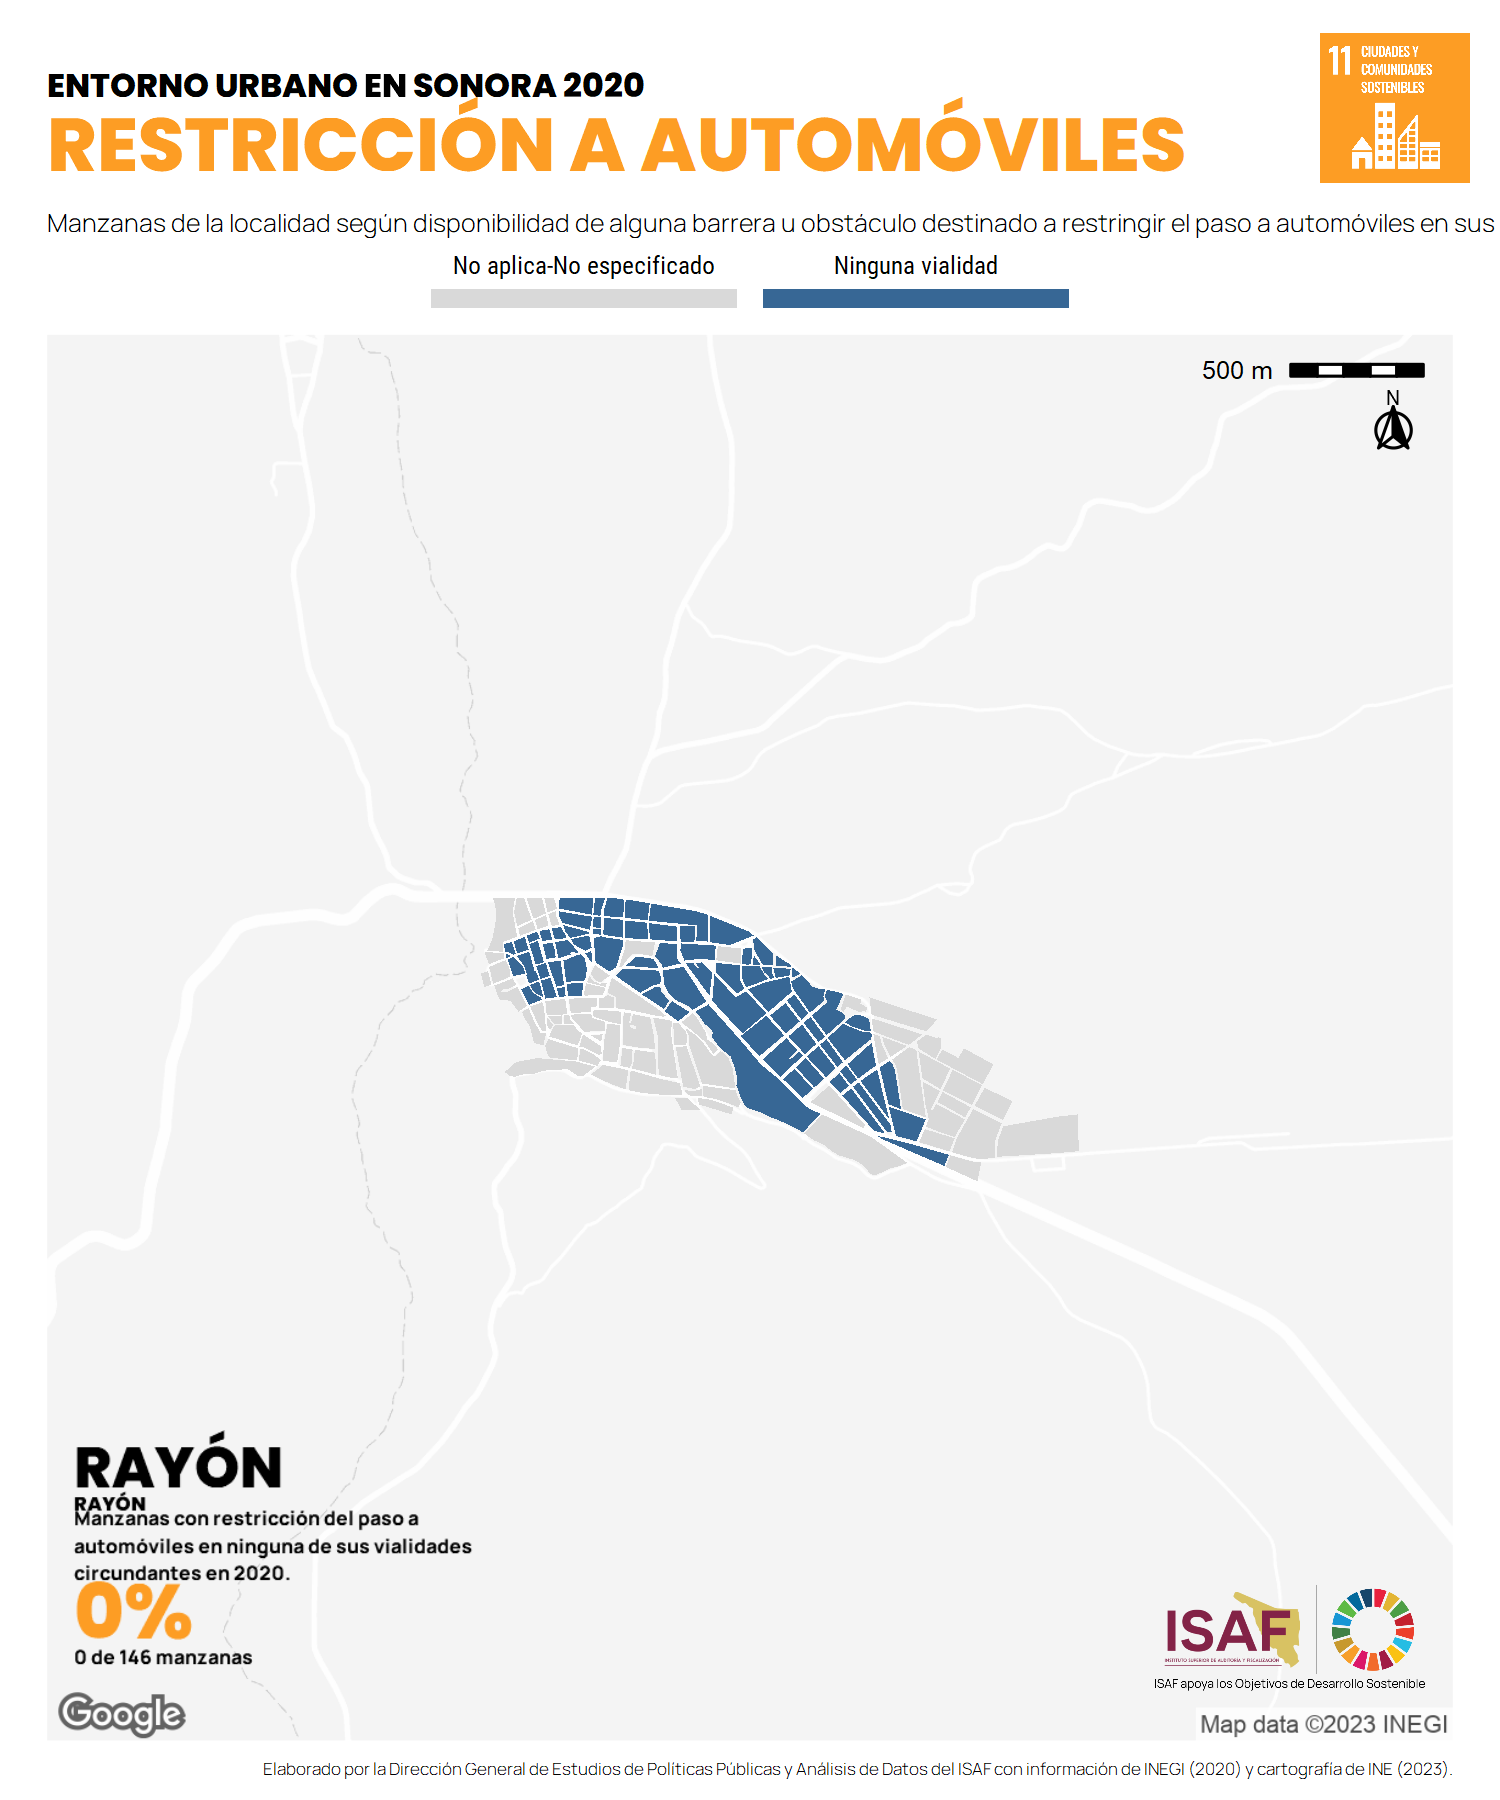 ENTORNO URBANO EN SONORA 2020
RESTRICCIÓN A AUTOMÓVILES
11 CIUDADES Y
COMUNIDADES
SOSTENIBLES
Manzanas de la localidad según disponibilidad de alguna barrera u obstáculo destinado a restringir el paso a automóviles en sus
No aplica-No especificado
Ninguna vialidad
500 m
N
RAYÓN
RAYÓN
Manzanas con restricción del paso a
automóviles en ninguna de sus vialidades
circundantes en 2020.
0%
0 de 146 manzanas
ISAF
INSTITUTO SUPERIOR DE AUDITORÍA Y FISCALIZACIÓN
ISAF apoya los Objetivos de Desarrollo Sostenible
Google
Map data ©2023 INEGI
Elaborado por la Dirección General de Estudios de Políticas Públicas y Análisis de Datos del ISAF con información de INEGI (2020) y cartografía de INE (2023).